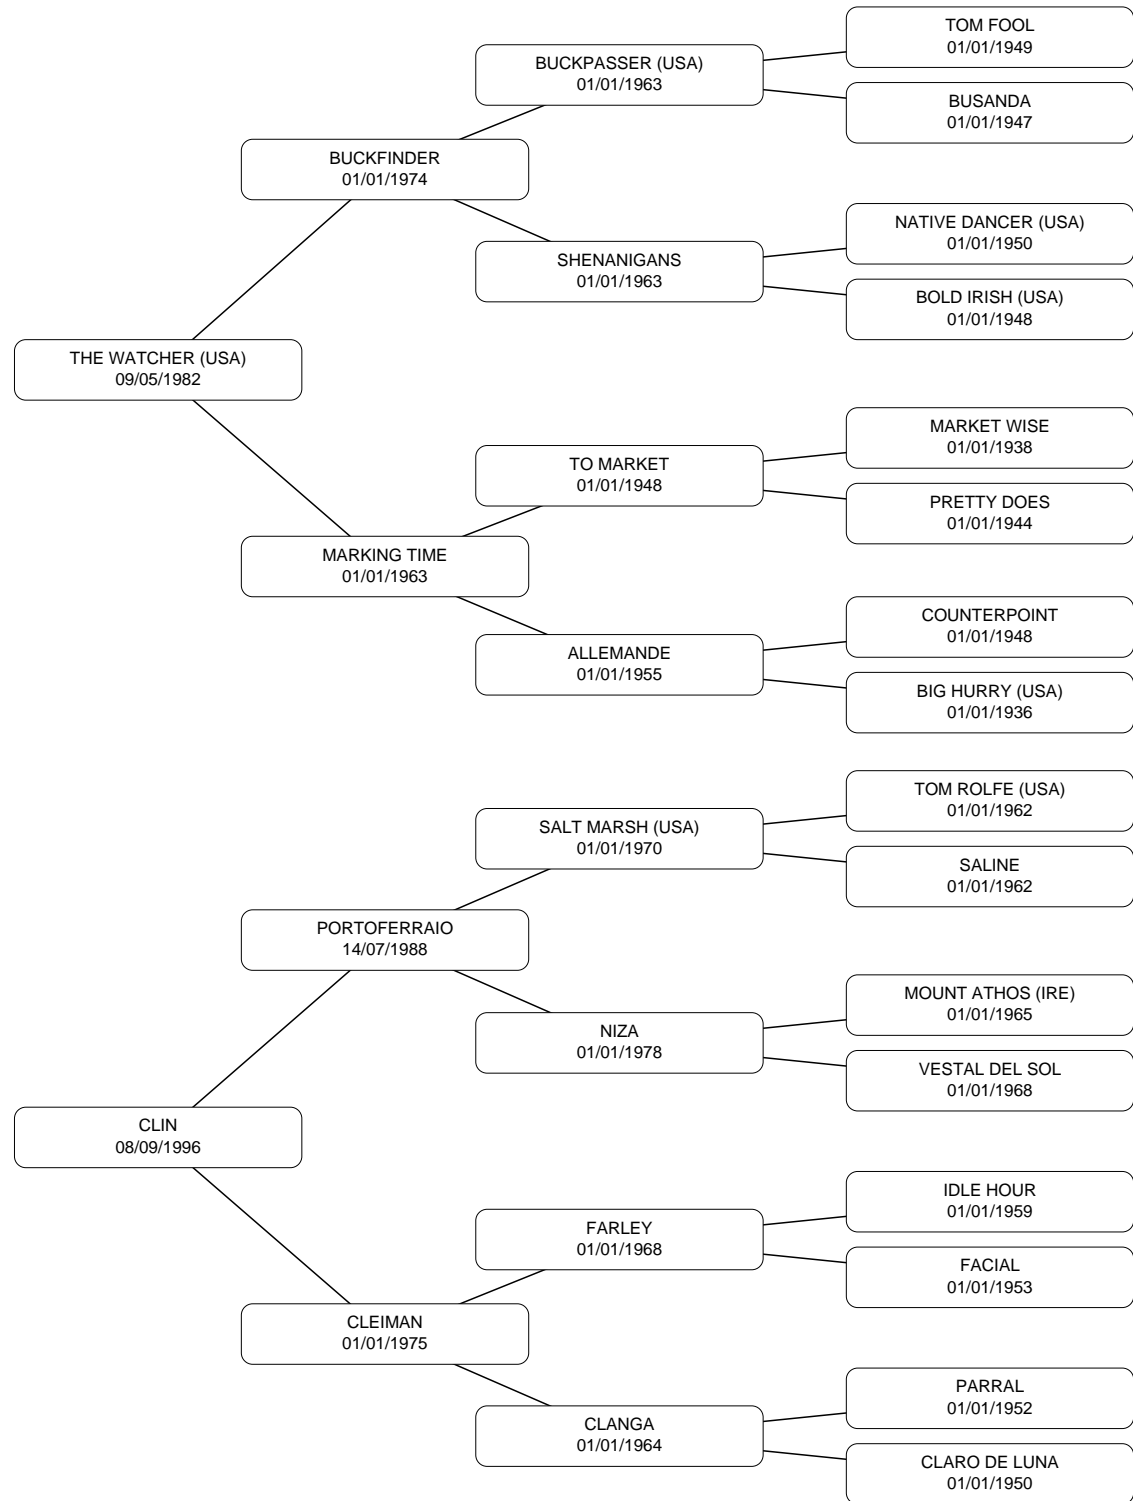 TOM FOOL
01/01/1949
BUCKPASSER (USA)
01/01/1963
BUSANDA
01/01/1947
BUCKFINDER
01/01/1974
NATIVE DANCER (USA)
01/01/1950
SHENANIGANS
01/01/1963
BOLD IRISH (USA)
01/01/1948
THE WATCHER (USA)
09/05/1982
MARKET WISE
01/01/1938
TO MARKET
01/01/1948
PRETTY DOES
01/01/1944
MARKING TIME
01/01/1963
COUNTERPOINT
01/01/1948
ALLEMANDE
01/01/1955
BIG HURRY (USA)
01/01/1936
TOM ROLFE (USA)
01/01/1962
SALT MARSH (USA)
01/01/1970
SALINE
01/01/1962
PORTOFERRAIO
14/07/1988
MOUNT ATHOS (IRE)
01/01/1965
NIZA
01/01/1978
VESTAL DEL SOL
01/01/1968
CLIN
08/09/1996
IDLE HOUR
01/01/1959
FARLEY
01/01/1968
FACIAL
01/01/1953
CLEIMAN
01/01/1975
PARRAL
01/01/1952
CLANGA
01/01/1964
CLARO DE LUNA
01/01/1950